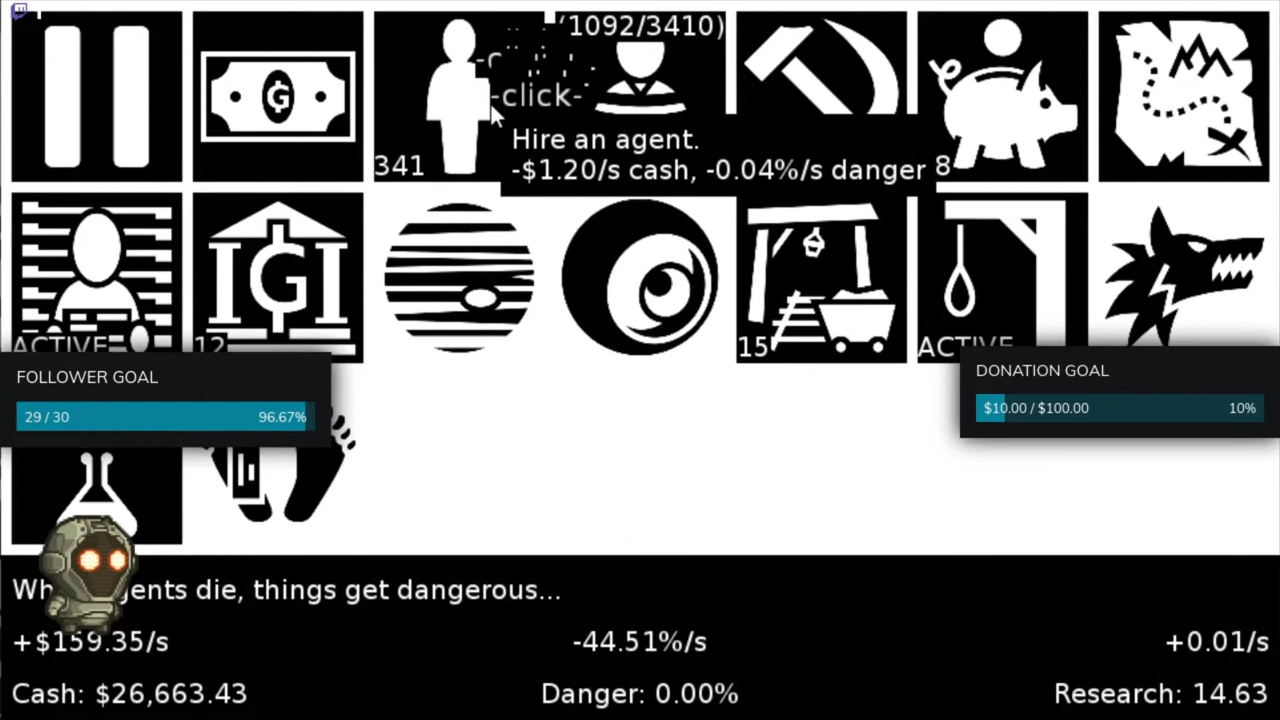 (1092/3410)
-c
-click-
Hire an agent.
-$1.20/s cash, -0.04%/s danger
341
8
G
G
ACTIVE
12
15
ACTIVE
FOLLOWER GOAL
29 / 30
96.67%
DONATION GOAL
$10.00 / $100.00
10%
die, things get dangerous...
+$159.35/s
-44.51%/s
+0.01/s
Cash: $26,663.43
Danger: 0.00%
Research: 14.63